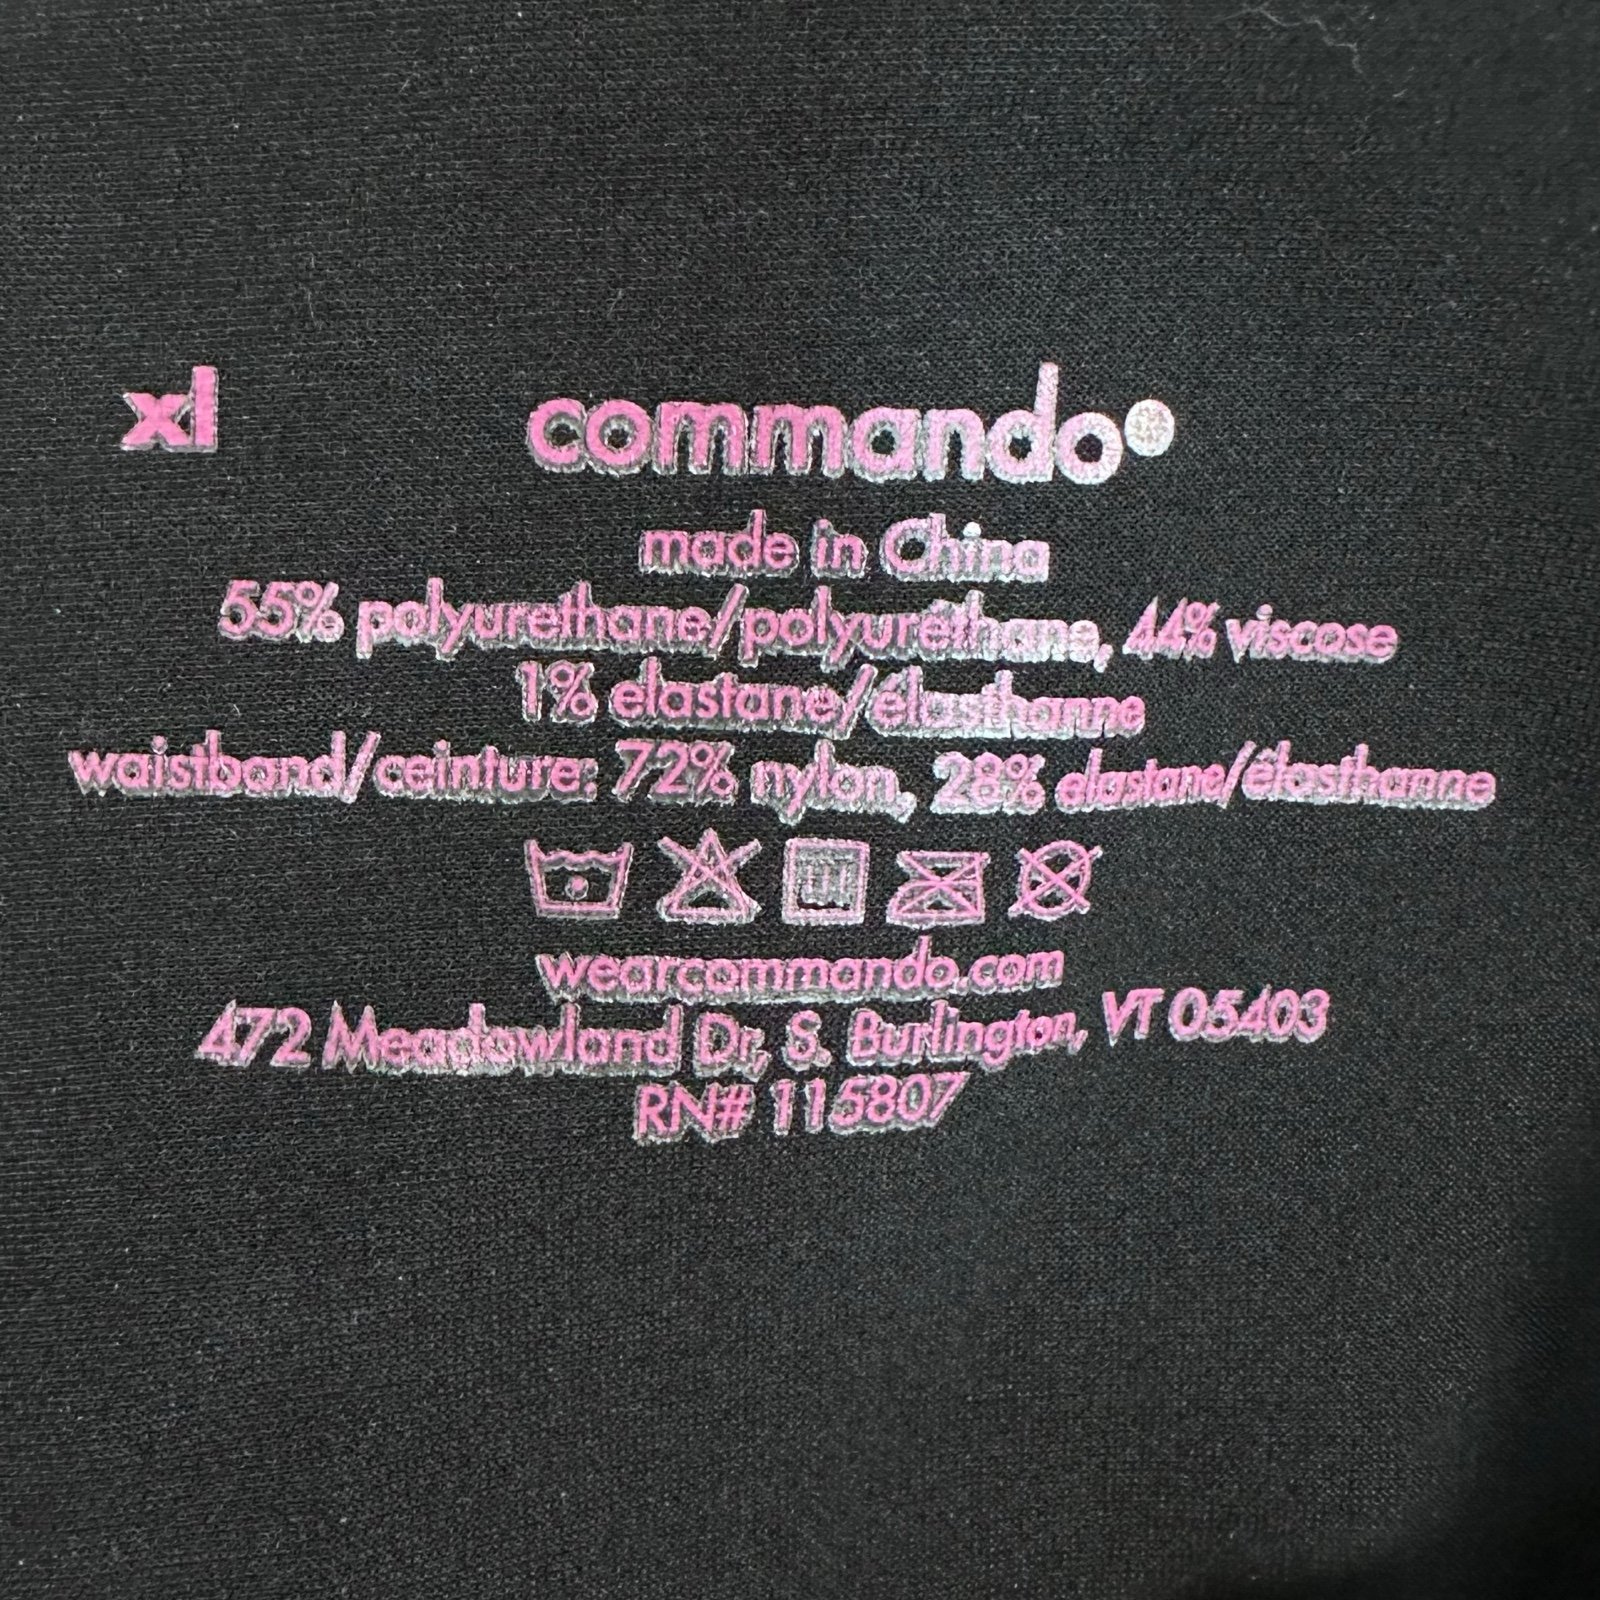 xl commando®
made in China
55% polyurethane/polyuréthane, 44% viscose
1% elastane/élasthanne
waistband/ceinture: 72% nylon, 28% elastane/élasthanne
wearcommando.com
472 Meadowland Dr, S. Burlington, VT 05403
RN# 115807